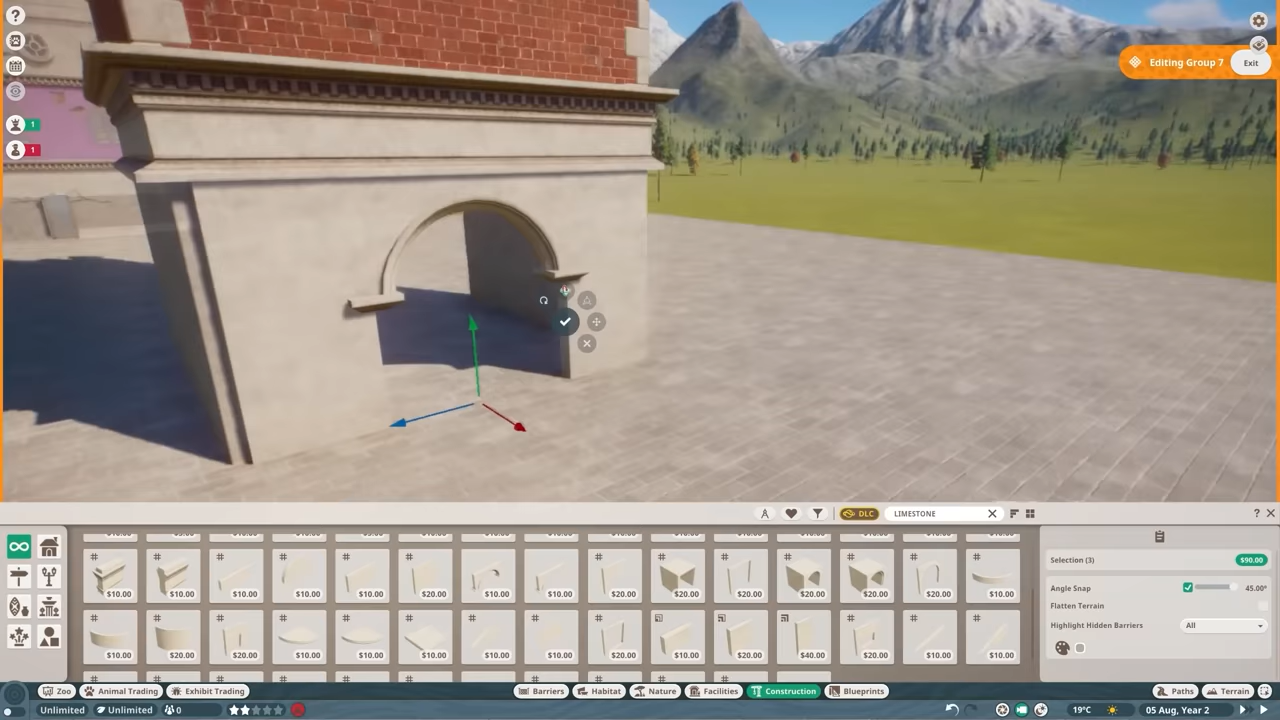 ?
Editing Group 7 Exit
1
1
DLC LIMESTONE ?
$10.00 $10.00 $10.00 $10.00 $10.00 $20.00 $10.00 $10.00 $20.00 $20.00 $20.00 $20.00 $20.00 $20.00 $10.00
$10.00 $20.00 $20.00 $10.00 $10.00 $10.00 $10.00 $10.00 $20.00 $10.00 $20.00 $40.00 $20.00 $10.00 $10.00
Selection (3) $90.00
Angle Snap 45.00°
Flatten Terrain
Highlight Hidden Barriers All
Zoo Animal Trading Exhibit Trading Barriers Habitat Nature Facilities Construction Blueprints Paths Terrain
Unlimited Unlimited 0 19°C 05 Aug, Year 2